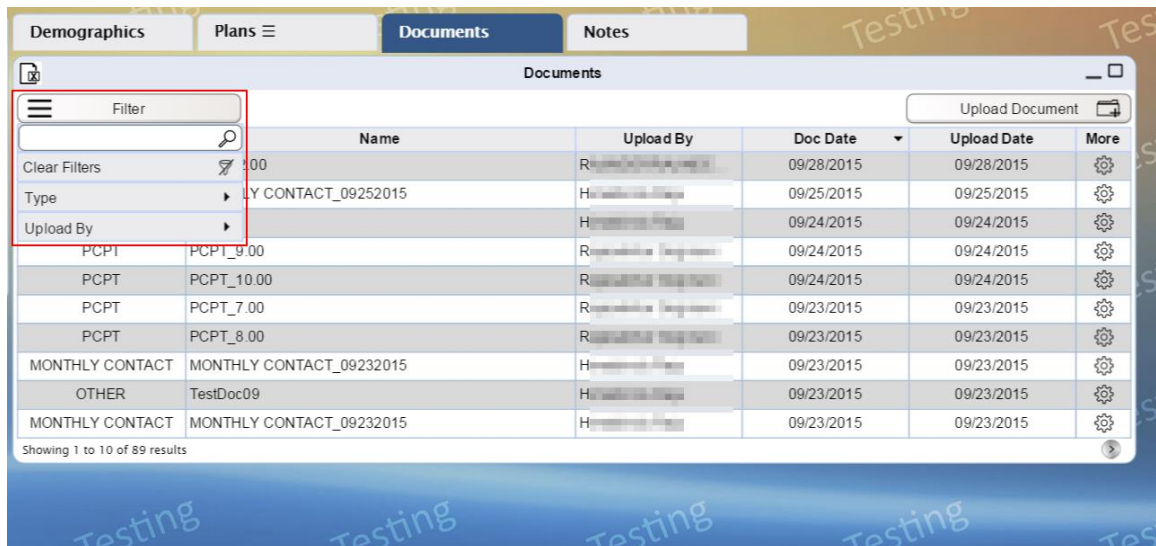 Demographics Plans Documents Notes
Documents
Filter Upload Document
Name Upload By Doc Date Upload Date More
Clear Filters .00 R 09/28/2015 09/28/2015
Type LY CONTACT_09252015 H 09/25/2015 09/25/2015
Upload By H 09/24/2015 09/24/2015
PCPT PCPT_9.00 R 09/24/2015 09/24/2015
PCPT PCPT_10.00 R 09/24/2015 09/24/2015
PCPT PCPT_7.00 R 09/23/2015 09/23/2015
PCPT PCPT_8.00 R 09/23/2015 09/23/2015
MONTHLY CONTACT MONTHLY CONTACT_09232015 H 09/23/2015 09/23/2015
OTHER TestDoc09 H 09/23/2015 09/23/2015
MONTHLY CONTACT MONTHLY CONTACT_09232015 H 09/23/2015 09/23/2015
Showing 1 to 10 of 89 results
Testing Testing Testing Testing